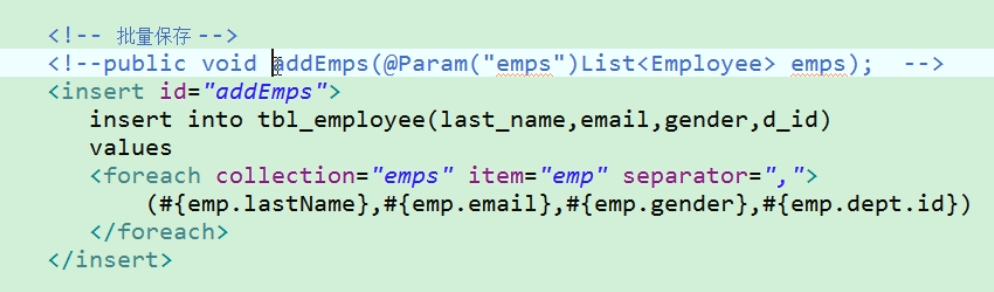 <!-- 批量保存 -->
<!--public void addEmps(@Param("emps")List<Employee> emps);  -->
<insert id="addEmps">
insert into tbl_employee(last_name,email,gender,d_id)
values
<foreach collection="emps" item="emp" separator=",">
(#{emp.lastName},#{emp.email},#{emp.gender},#{emp.dept.id})
</foreach>
</insert>